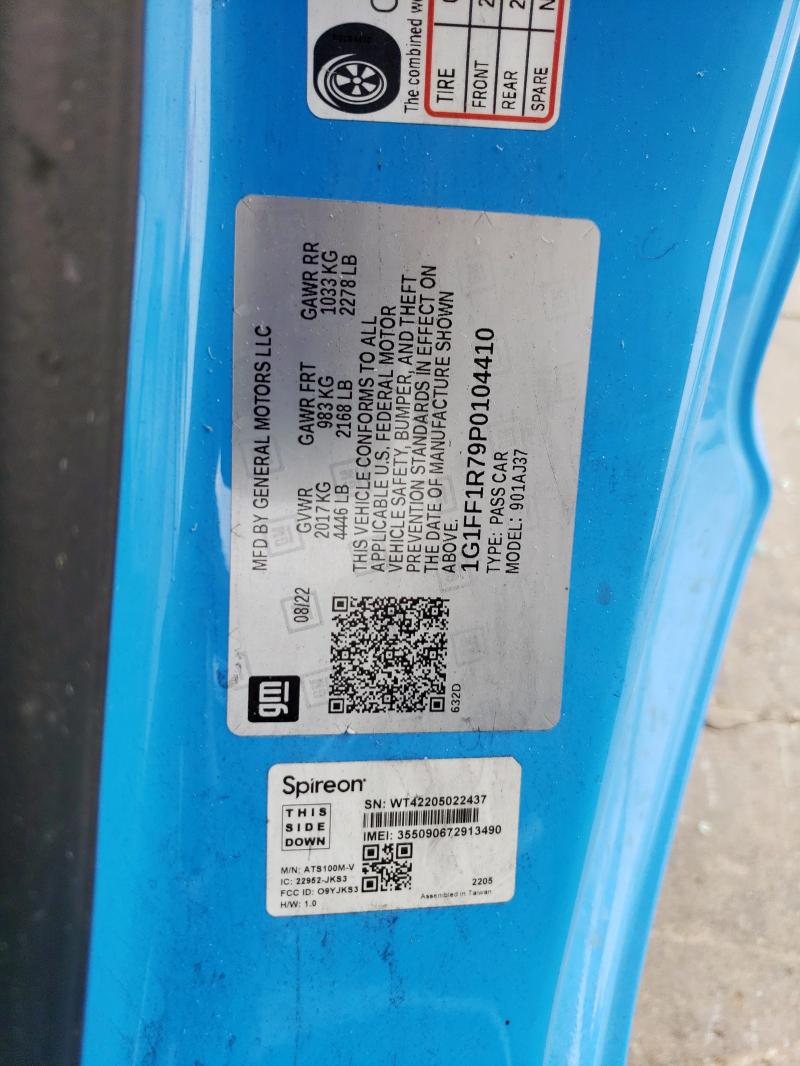 The combined
TIRE
FRONT
REAR
SPARE
gm
MFD BY GENERAL MOTORS LLC
08/22
GVWR GAWR FRT GAWR RR
2017 KG 983 KG 1033 KG
4446 LB 2168 LB 2278 LB
THIS VEHICLE CONFORMS TO ALL
APPLICABLE U.S. FEDERAL MOTOR
VEHICLE SAFETY, BUMPER, AND THEFT
PREVENTION STANDARDS IN EFFECT ON
THE DATE OF MANUFACTURE SHOWN
ABOVE.
1G1FF1R79P0104410
TYPE: PASS CAR
MODEL: 901AJ37
632D
Spireon
THIS
SIDE
DOWN
SN: WT42205022437
IMEI: 355090672913490
M/N: ATS100M-V
IC: 22952-JKS3
FCC ID: O9YJKS3
H/W: 1.0
2205
Assembled in Taiwan